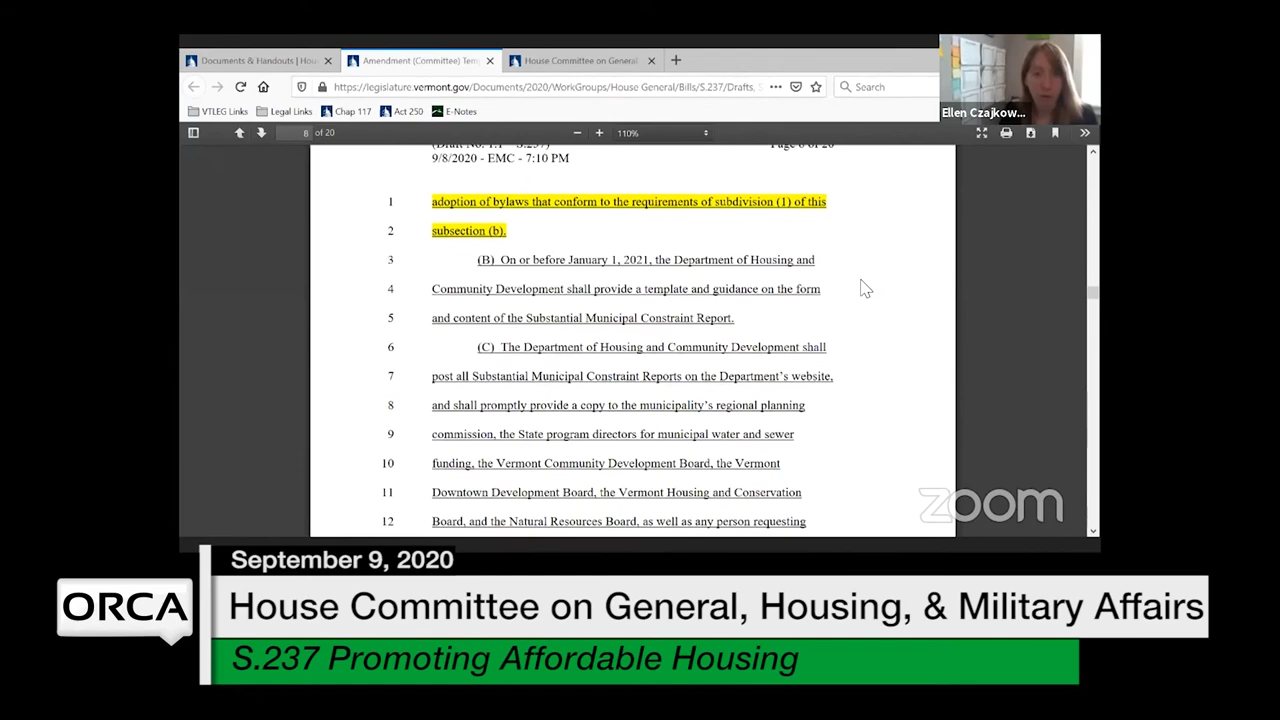 Documents & Handouts | Hou
Amendment (Committee) Tem
House Committee on General
https://legislature.vermont.gov/Documents/2020/WorkGroups/House General/Bills/S.237/Drafts, S
Search
VTLEG Links
Legal Links
Chap 117
Act 250
E-Notes
Ellen Czajkow...
8 of 20
110%
(Draft No. 1.1 – S.237)
Page 8 of 20
9/8/2020 - EMC - 7:10 PM
1 adoption of bylaws that conform to the requirements of subdivision (1) of this
2 subsection (b).
3 (B) On or before January 1, 2021, the Department of Housing and
4 Community Development shall provide a template and guidance on the form
5 and content of the Substantial Municipal Constraint Report.
6 (C) The Department of Housing and Community Development shall
7 post all Substantial Municipal Constraint Reports on the Department's website,
8 and shall promptly provide a copy to the municipality's regional planning
9 commission, the State program directors for municipal water and sewer
10 funding, the Vermont Community Development Board, the Vermont
11 Downtown Development Board, the Vermont Housing and Conservation
12 Board, and the Natural Resources Board, as well as any person requesting
zoom
September 9, 2020
ORCA
House Committee on General, Housing, & Military Affairs
S.237 Promoting Affordable Housing